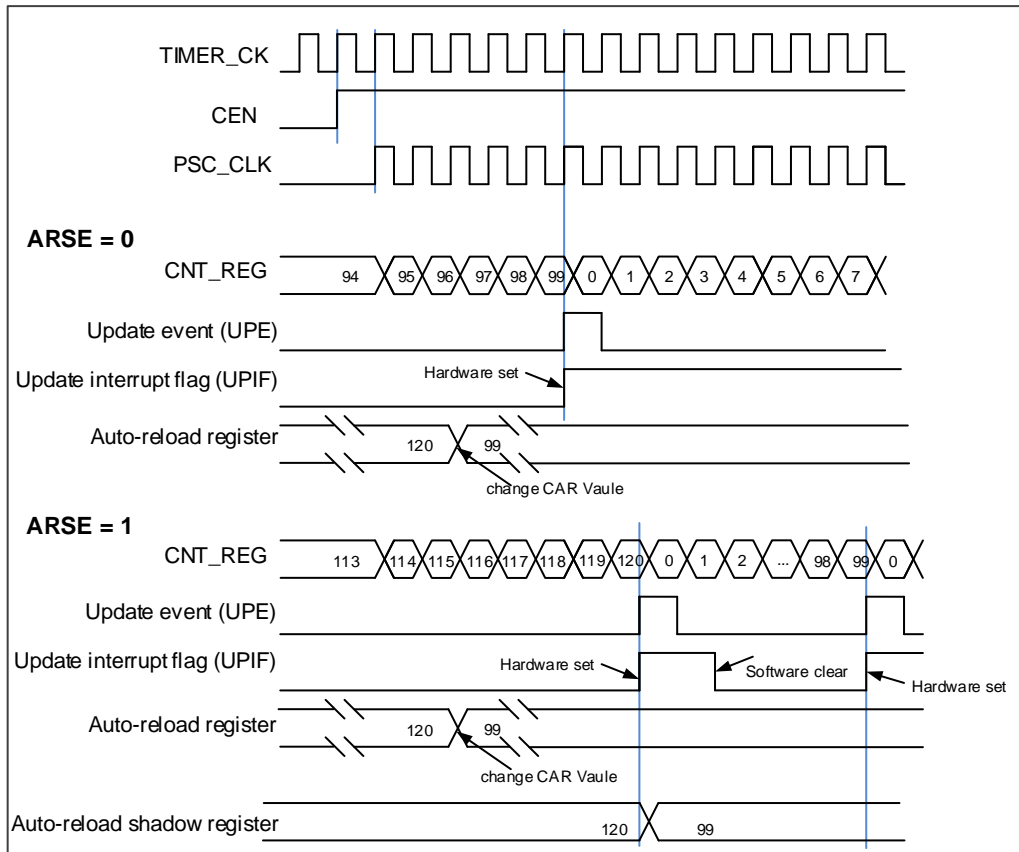 TIMER_CK
CEN
PSC_CLK
ARSE = 0
CNT_REG 94 95 96 97 98 99 0 1 2 3 4 5 6 7
Update event (UPE)
Update interrupt flag (UPIF) Hardware set
Auto-reload register 120 99
change CAR Vaule
ARSE = 1
CNT_REG 113 114 115 116 117 118 119 120 0 1 2 ... 98 99 0
Update event (UPE)
Update interrupt flag (UPIF) Hardware set Software clear Hardware set
Auto-reload register 120 99
change CAR Vaule
Auto-reload shadow register 120 99